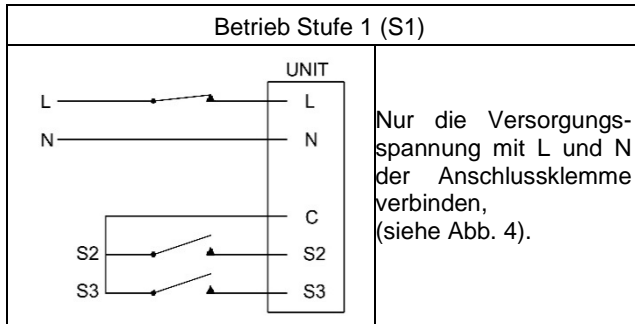 Betrieb Stufe 1 (S1)
UNIT
L L
N N
C
S2 S2
S3 S3
Nur die Versorgungs-
spannung mit L und N
der Anschlussklemme
verbinden,
(siehe Abb. 4).